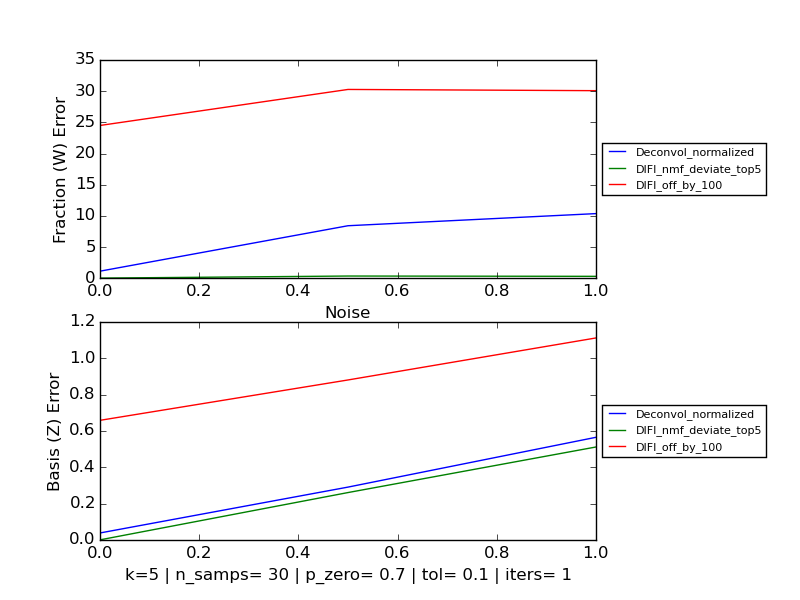 35
30
25
20
15
10
5
0
Fraction (W) Error
0.0 0.2 0.4 0.6 0.8 1.0
Noise
Deconvol_normalized
DIFI_nmf_deviate_top5
DIFI_off_by_100
1.2
1.0
0.8
0.6
0.4
0.2
0.0
Basis (Z) Error
0.0 0.2 0.4 0.6 0.8 1.0
k=5 | n_samps= 30 | p_zero= 0.7 | tol= 0.1 | iters= 1
Deconvol_normalized
DIFI_nmf_deviate_top5
DIFI_off_by_100